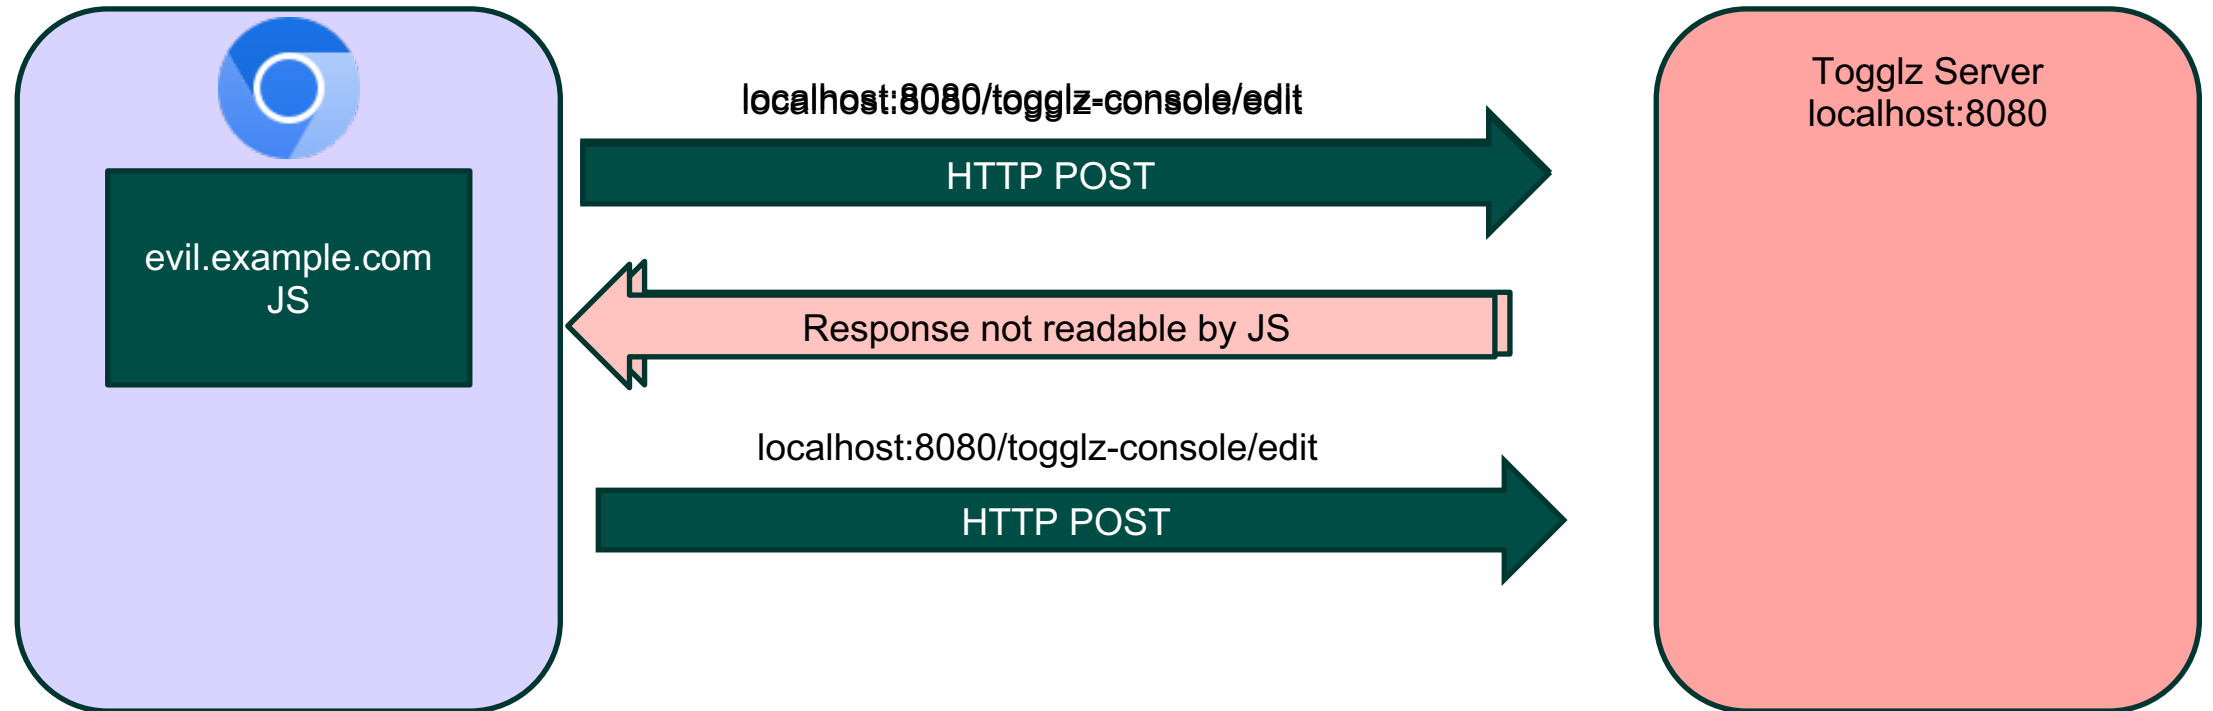 localhost:8080/togglz-console/edit
HTTP POST
Togglz Server
localhost:8080
evil.example.com
JS
Response not readable by JS
localhost:8080/togglz-console/edit
HTTP POST